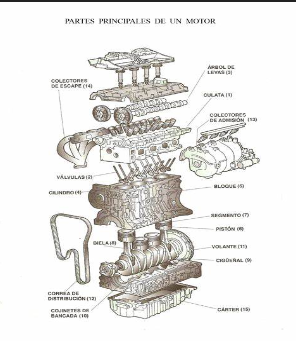 PARTES PRINCIPALES DE UN MOTOR
ÁRBOL DE
LEVAS (3)
COLECTORES
DE ESCAPE (14)
CULATA (1)
COLECTORES
DE ADMISIÓN (13)
VÁLVULAS (2)
CILINDRO (4)
BLOQUE (5)
SEGMENTO (7)
PISTÓN (6)
BIELA (8)
VOLANTE (11)
CIGÜEÑAL (9)
CORREA DE
DISTRIBUCIÓN (12)
COJINETES DE
BANCADA (10)
CÁRTER (15)